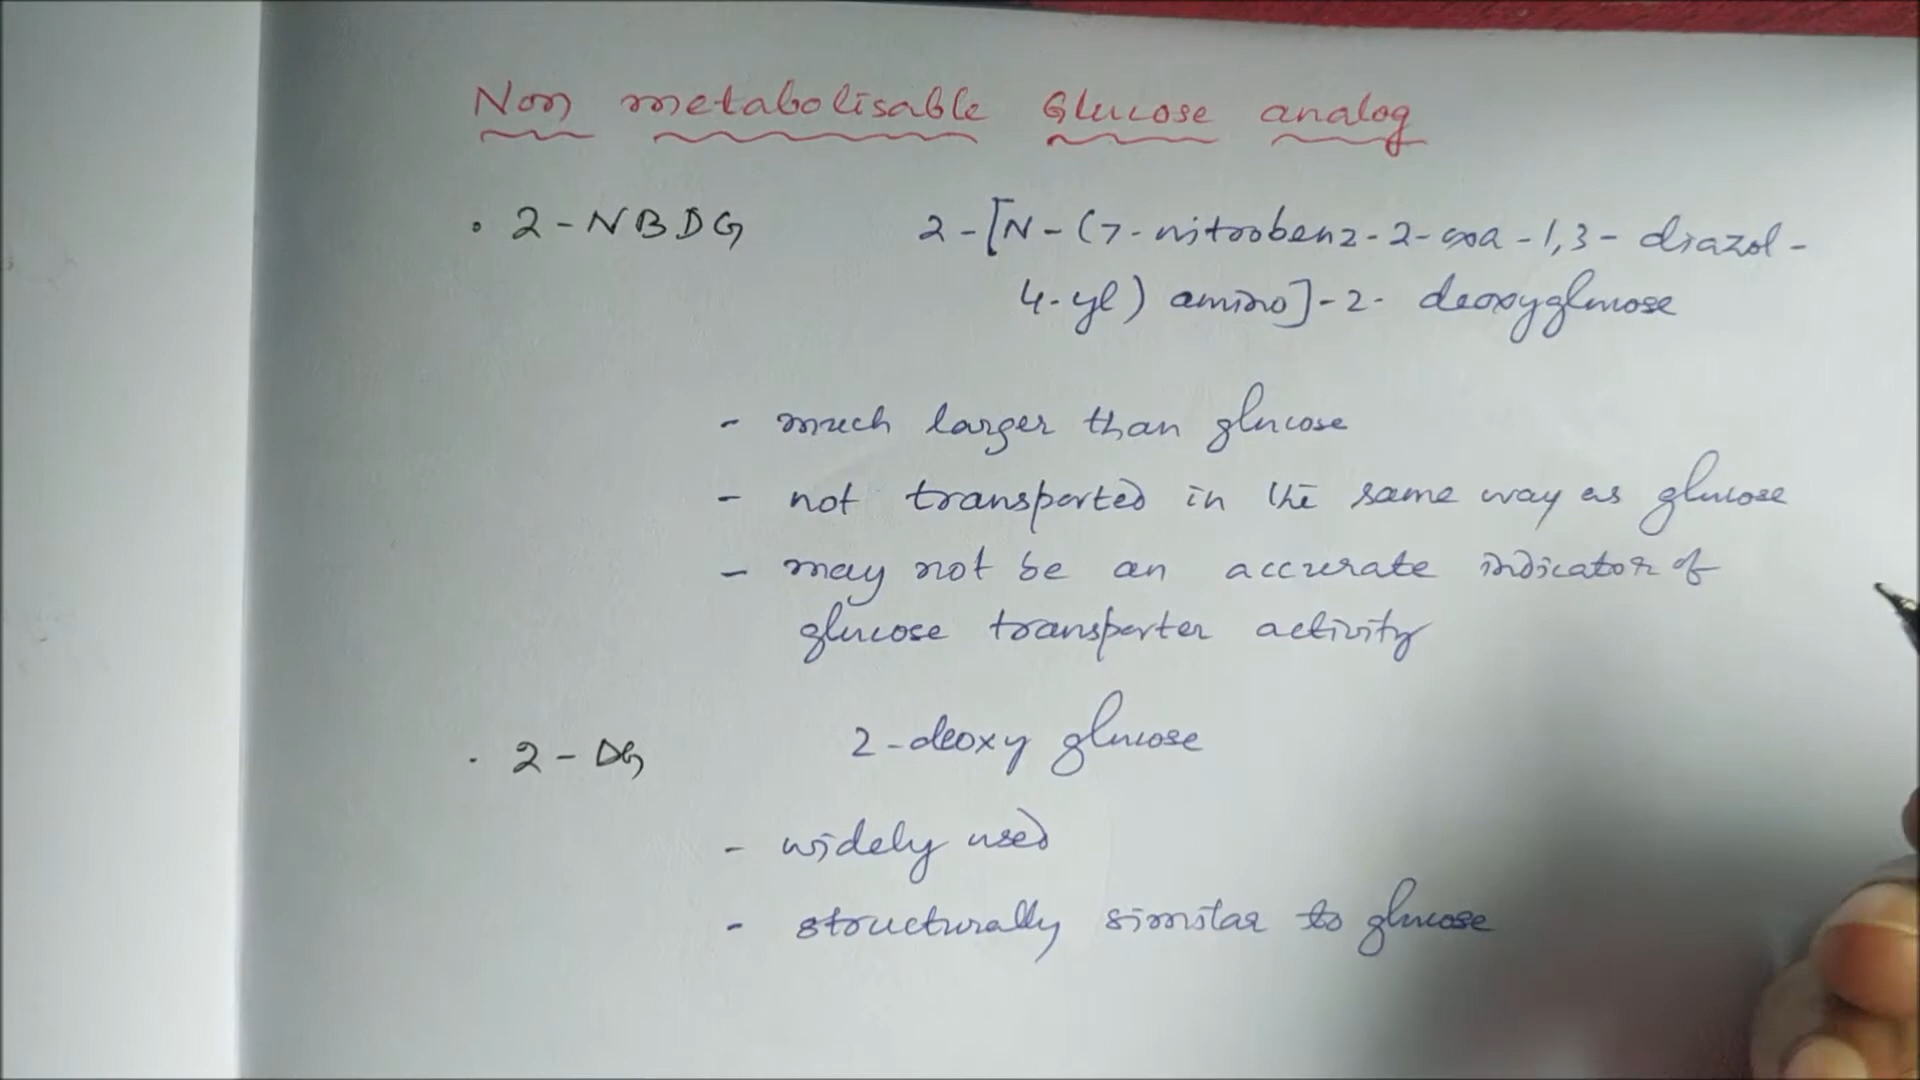 Non metabolisable Glucose analog
• 2-NBDG 2-[N-(7-nitrobenz-2-oxa-1,3-diazol-
4-yl) amino]-2-deoxyglucose
- much larger than glucose
- not transported in the same way as glucose
- may not be an accurate indicator of
glucose transporter activity
• 2-DG 2-deoxy glucose
- widely used
- structurally similar to glucose